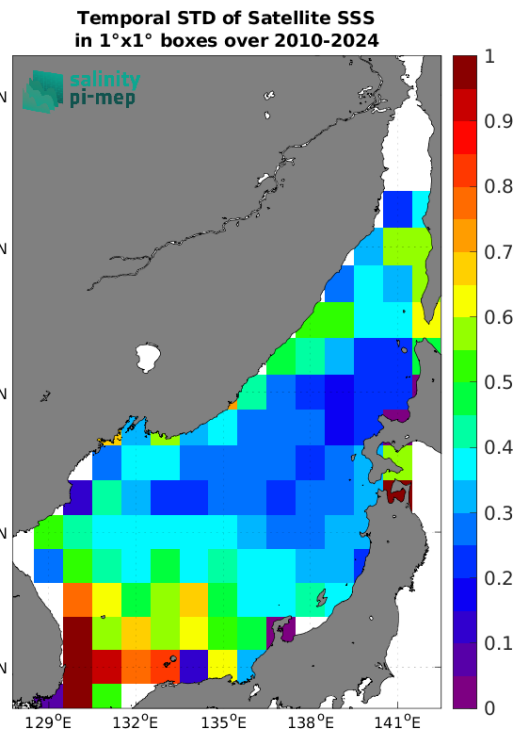 Temporal STD of Satellite SSS
in 1°x1° boxes over 2010-2024
salinity
pi-mep
N
N
N
N
N
1
0.9
0.8
0.7
0.6
0.5
0.4
0.3
0.2
0.1
0
129°E 132°E 135°E 138°E 141°E